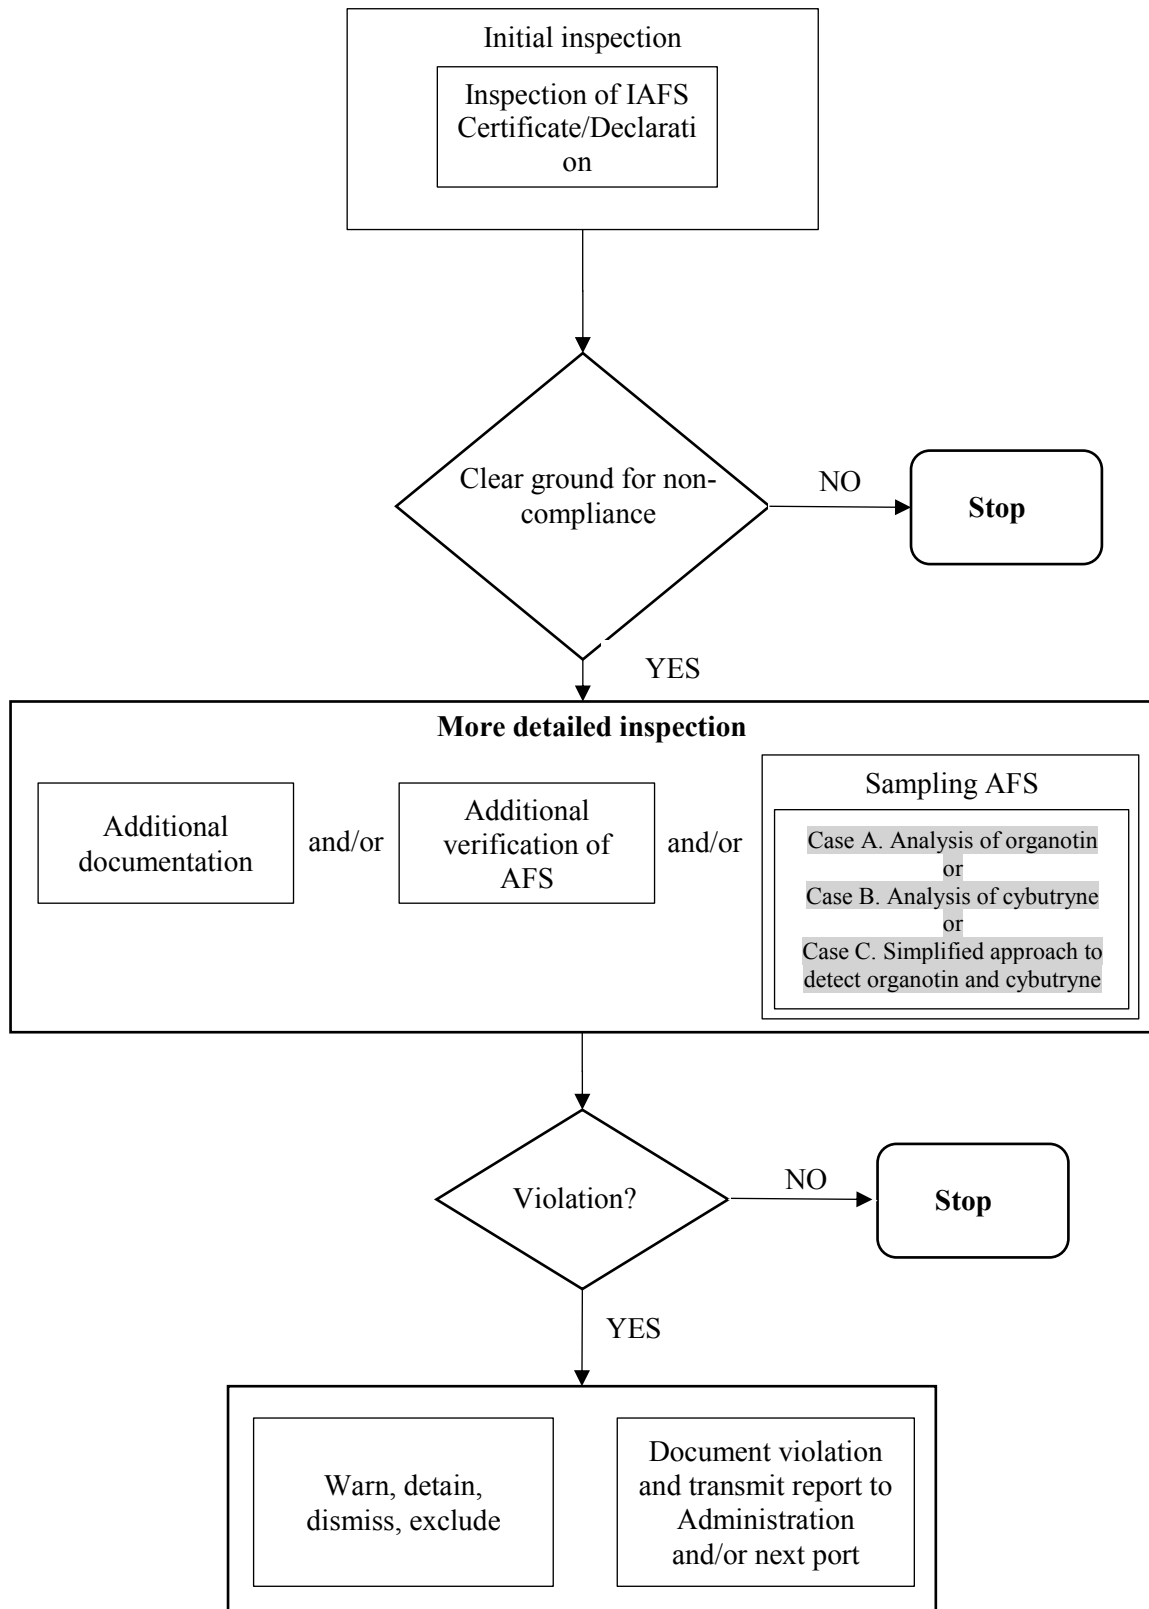 Initial inspection
Inspection of IAFS
Certificate/Declarati
on
Clear ground for non-
compliance
NO
Stop
YES
More detailed inspection
Additional
documentation
and/or
Additional
verification of
AFS
and/or
Sampling AFS
Case A. Analysis of organotin
or
Case B. Analysis of cybutryne
or
Case C. Simplified approach to
detect organotin and cybutryne
Violation?
NO
Stop
YES
Warn, detain,
dismiss, exclude
Document violation
and transmit report to
Administration
and/or next port